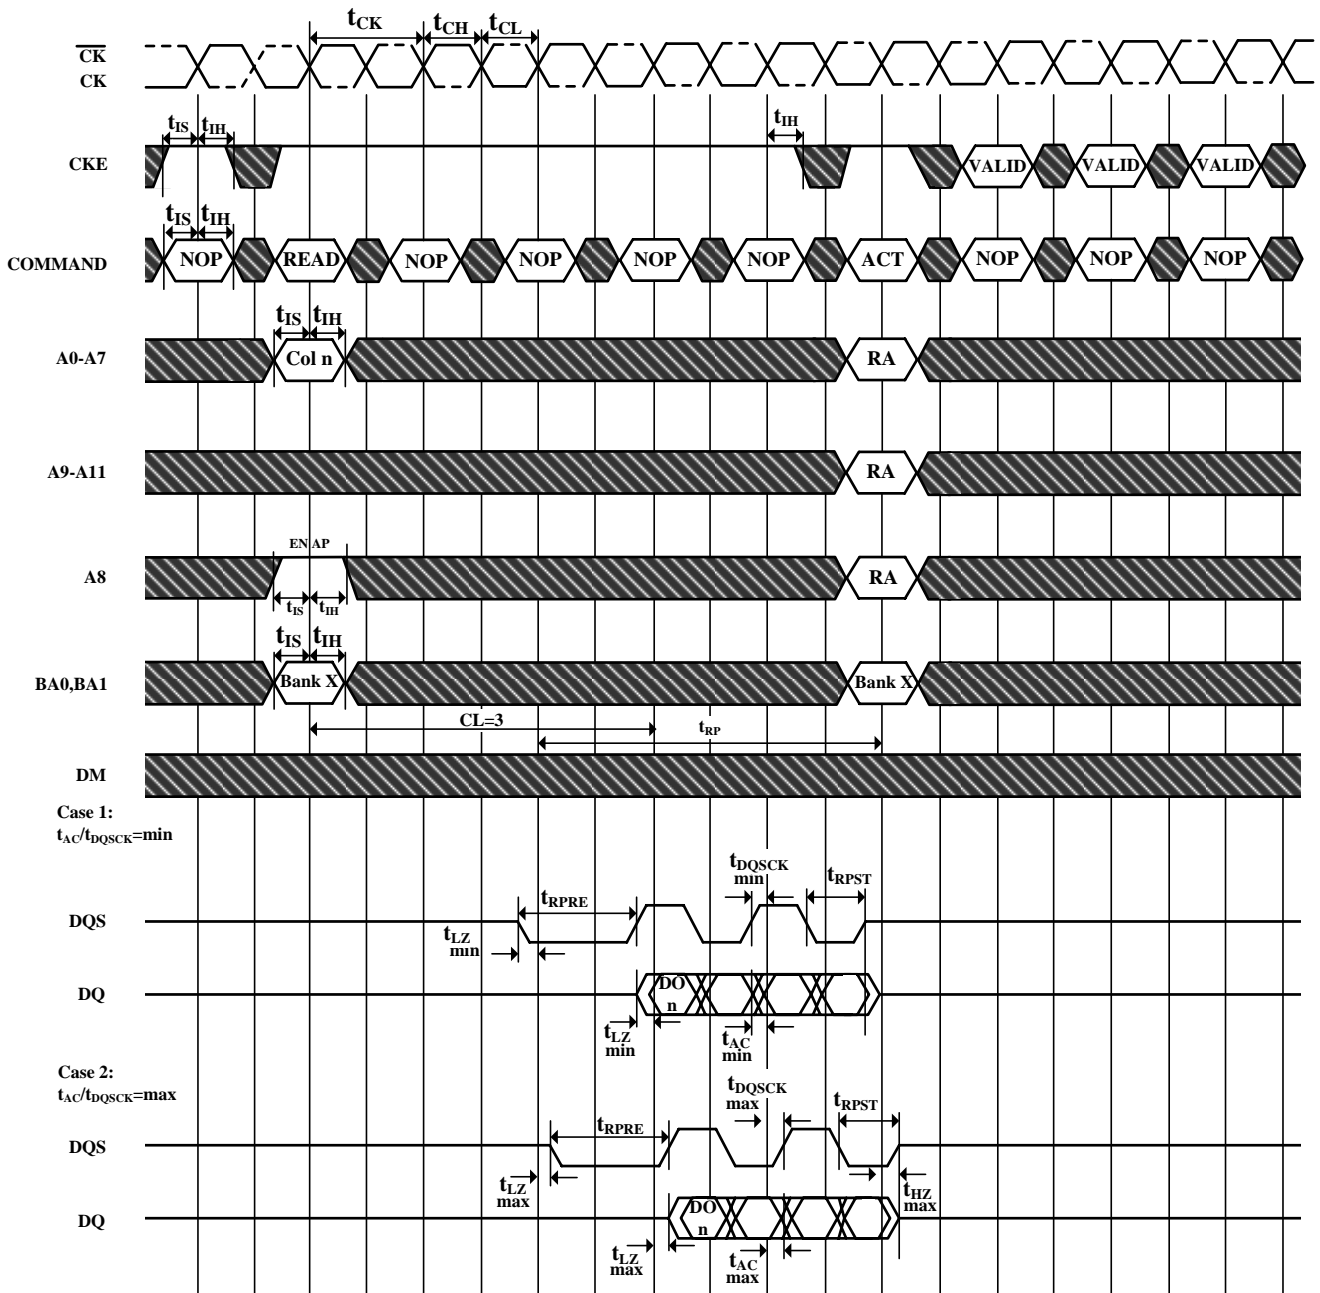 tCK tCH tCL
CK
CK
tIS tIH tIH
CKE VALID VALID VALID
tIS tIH
COMMAND NOP READ NOP NOP NOP NOP ACT NOP NOP NOP
tIS tIH
A0-A7 Col n RA
A9-A11 RA
EN AP
A8 RA
tIS tIH
tIS tIH
BA0,BA1 Bank X Bank X
CL=3 tRP
DM
Case 1:
tAC/tDQSCK=min
tDQSCK min tRPST
tRPRE
DQS
tLZ min
DQ DO n
tLZ min tAC min
Case 2:
tAC/tDQSCK=max
tDQSCK max tRPST
tRPRE
DQS
tLZ max tHZ max
DQ DO n
tLZ max tAC max